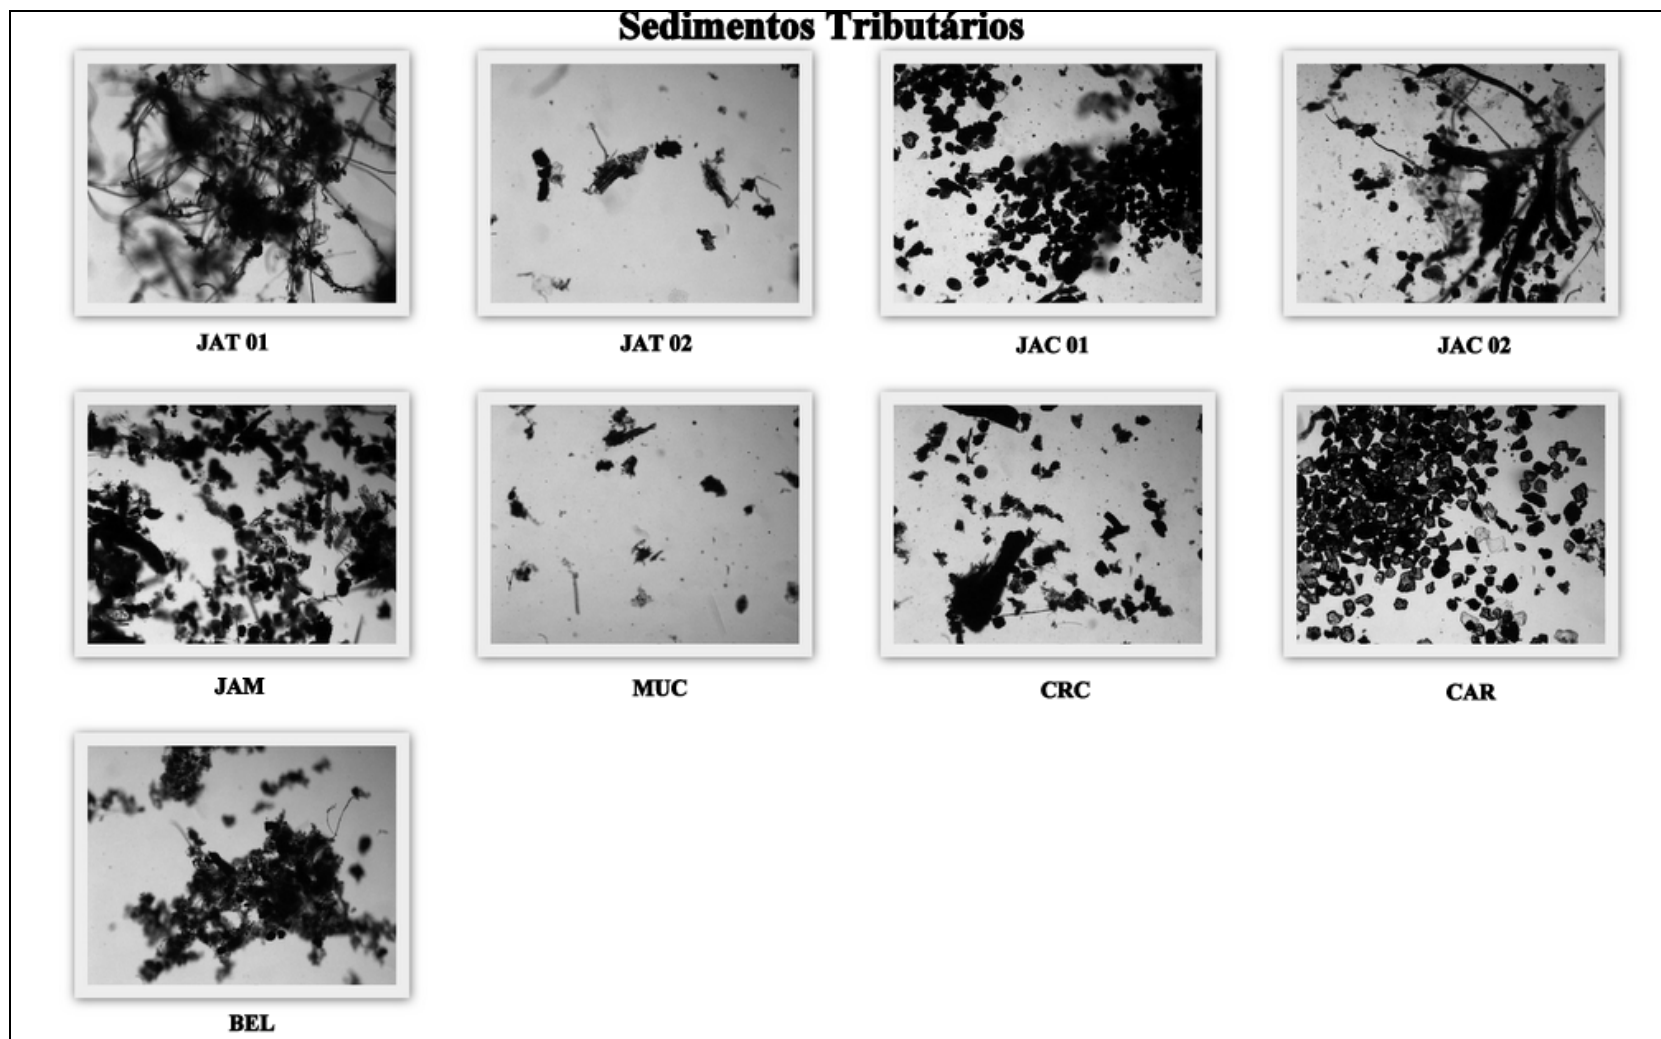 Sedimentos Tributários
JAT 01
JAT 02
JAC 01
JAC 02
JAM
MUC
CRC
CAR
BEL